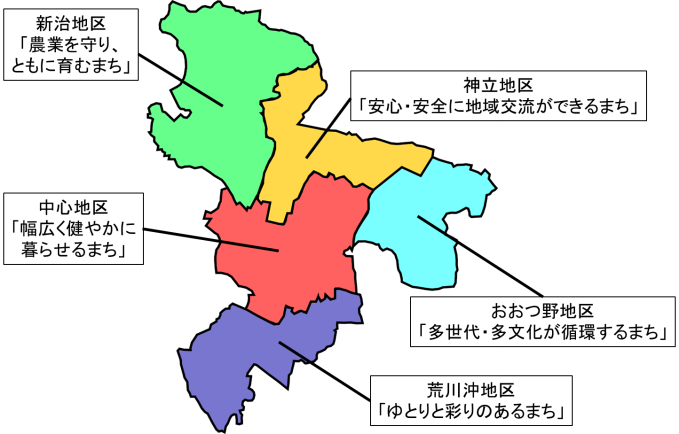 新治地区
「農業を守り、
ともに育むまち」
神立地区
「安心・安全に地域交流ができるまち」
中心地区
「幅広く健やかに
暮らせるまち」
おおつ野地区
「多世代・多文化が循環するまち」
荒川沖地区
「ゆとりと彩りのあるまち」